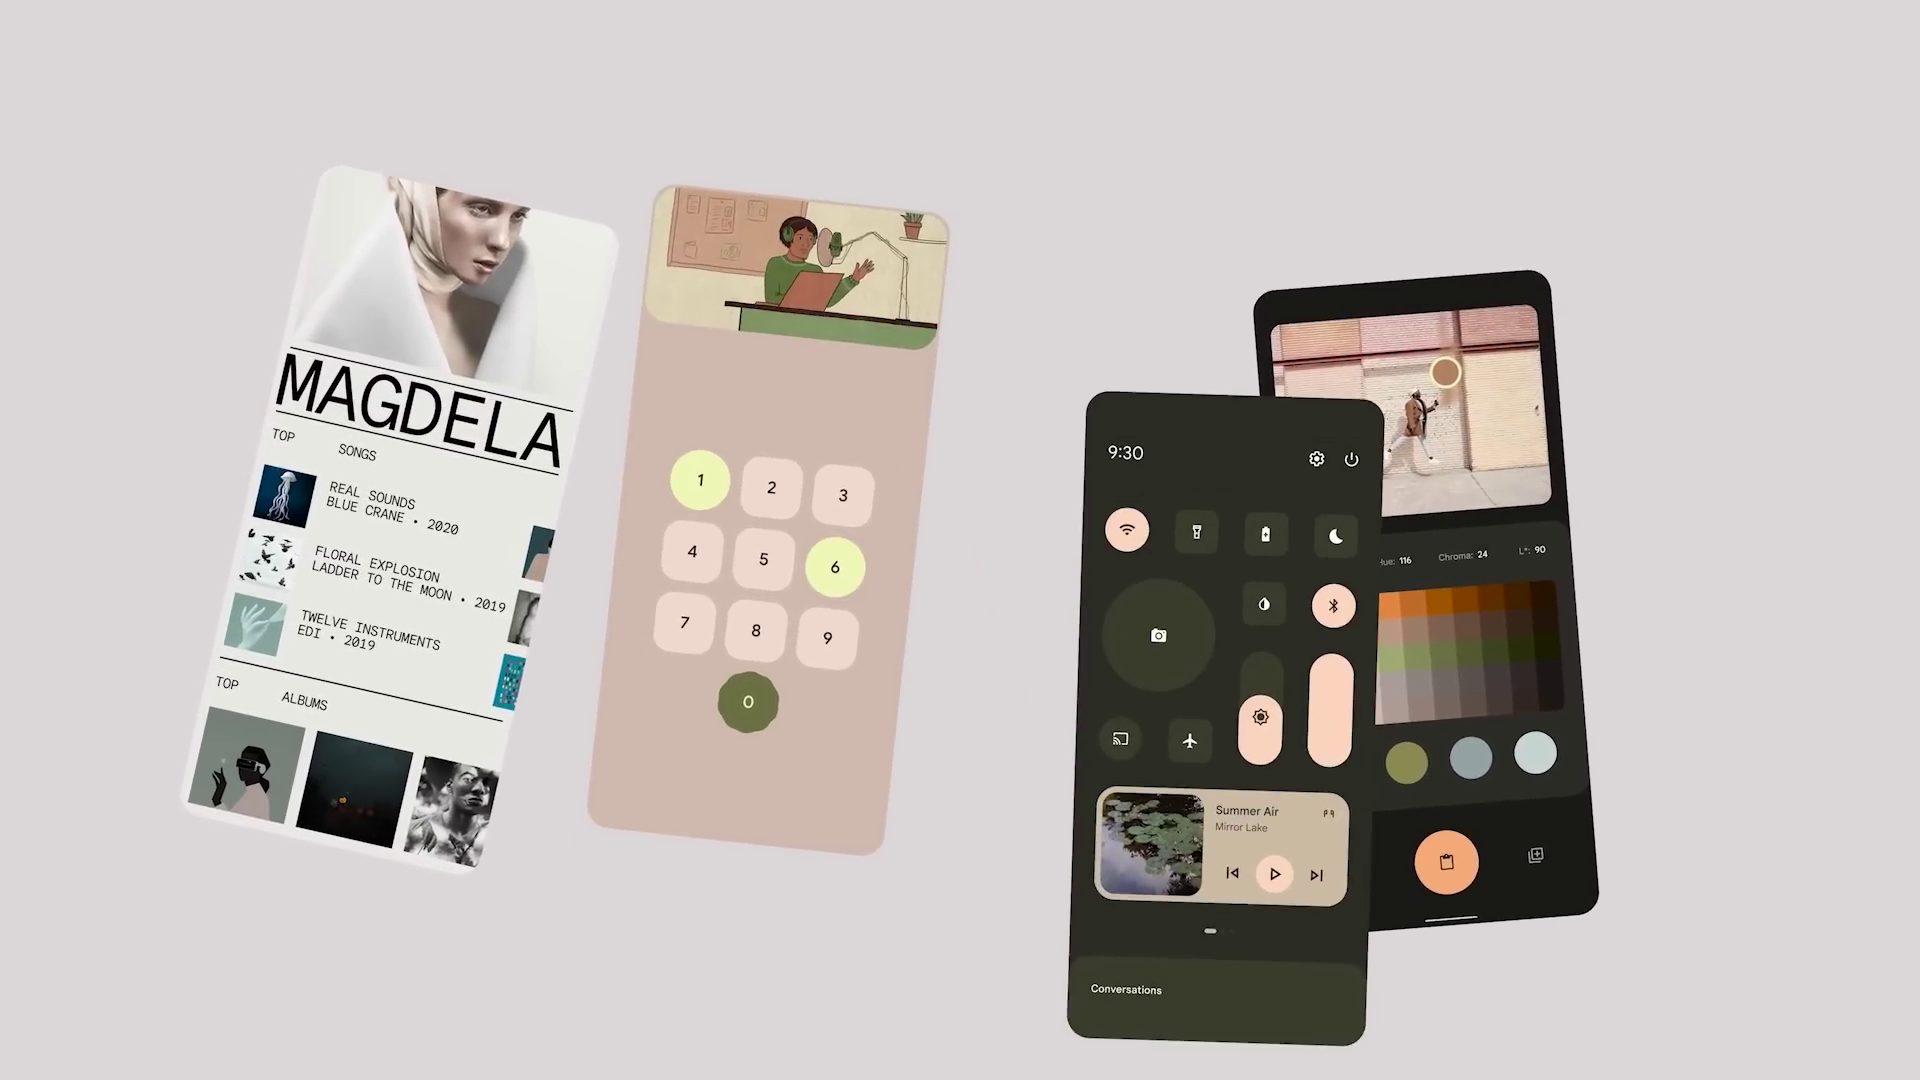 MAGDELA
TOP SONGS
REAL SOUNDS
BLUE CRANE • 2020
FLORAL EXPLOSION
LADDER TO THE MOON • 2019
TWELVE INSTRUMENTS
EDI • 2019
TOP ALBUMS
1 2 3
4 5 6
7 8 9
0
9:30
Summer Air
Mirror Lake
Conversations
Hue: 116 Chroma: 24 L*: 90